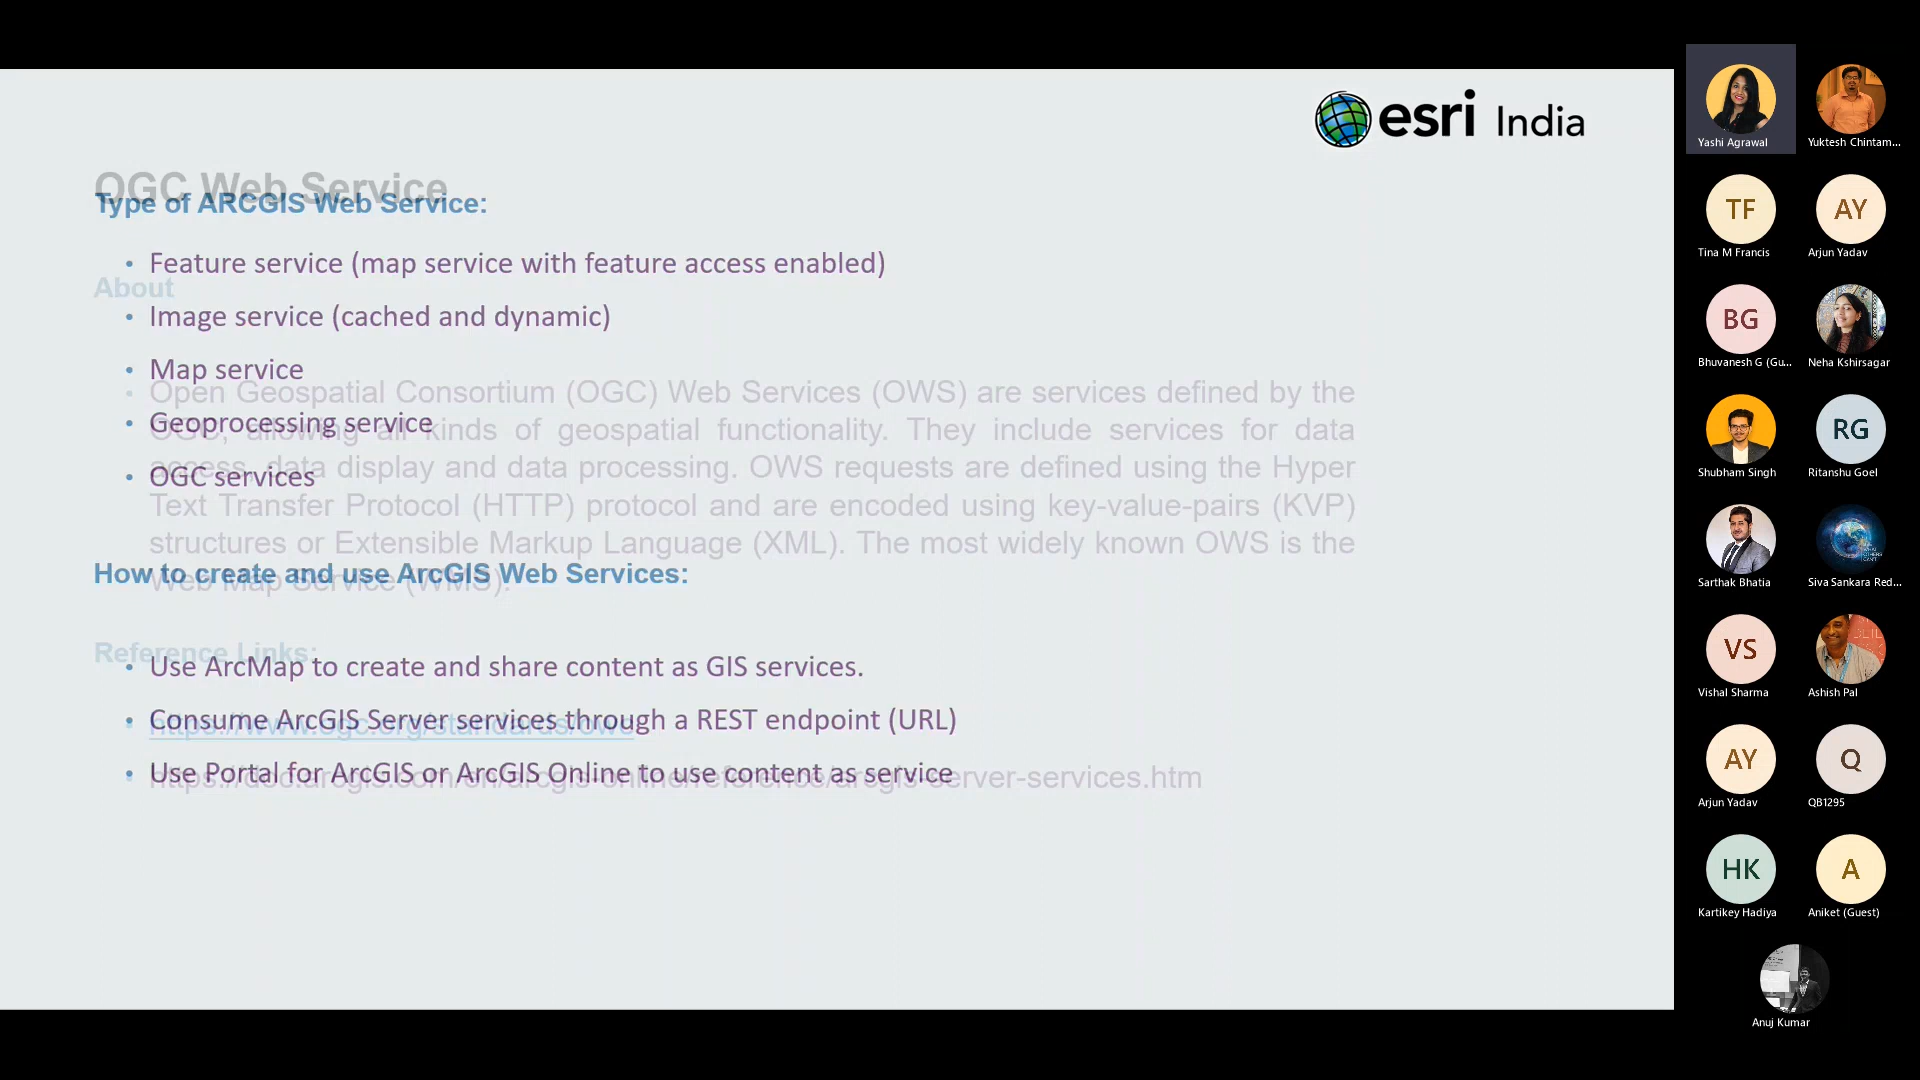 esri India
OGC Web Service
Type of ARCGIS Web Service:
• Feature service (map service with feature access enabled)
About
• Image service (cached and dynamic)
• Map service
• Open Geospatial Consortium (OGC) Web Services (OWS) are services defined by the
• Geoprocessing service
OGC, allowing all kinds of geospatial functionality. They include services for data
access, data display and data processing. OWS requests are defined using the Hyper
• OGC services
Text Transfer Protocol (HTTP) protocol and are encoded using key-value-pairs (KVP)
structures or Extensible Markup Language (XML). The most widely known OWS is the
How to create and use ArcGIS Web Services:
Web Map Service (WMS).
Reference Links:
• Use ArcMap to create and share content as GIS services.
• Consume ArcGIS Server services through a REST endpoint (URL)
• https://www.ogc.org/standards/owc
• Use Portal for ArcGIS or ArcGIS Online to use content as service
• https://doc.arcgis.com/en/arcgis-online/reference/arcgis-server-services.htm
Yashi Agrawal
Yuktesh Chintam...
TF
Tina M Francis
AY
Arjun Yadav
BG
Bhuvanesh G (Gu...
Neha Kshirsagar
Shubham Singh
RG
Ritanshu Goel
Sarthak Bhatia
Siva Sankara Red...
VS
Vishal Sharma
Ashish Pal
AY
Arjun Yadav
Q
QB1295
HK
Kartikey Hadiya
A
Aniket (Guest)
Anuj Kumar